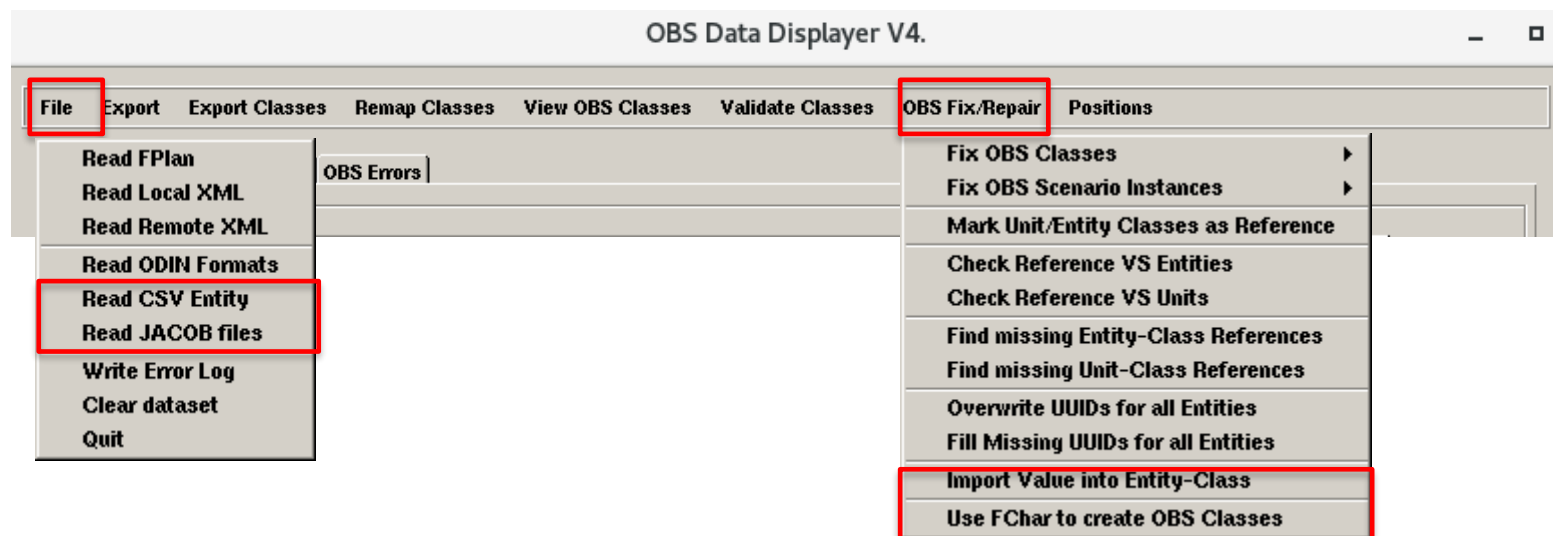 OBS Data Displayer V4.
File Export Export Classes Remap Classes View OBS Classes Validate Classes OBS Fix/Repair Positions
OBS Errors
Read FPlan
Read Local XML
Read Remote XML
Read ODIN Formats
Read CSV Entity
Read JACOB files
Write Error Log
Clear dataset
Quit
Fix OBS Classes
Fix OBS Scenario Instances
Mark Unit/Entity Classes as Reference
Check Reference VS Entities
Check Reference VS Units
Find missing Entity-Class References
Find missing Unit-Class References
Overwrite UUIDs for all Entities
Fill Missing UUIDs for all Entities
Import Value into Entity-Class
Use FChar to create OBS Classes